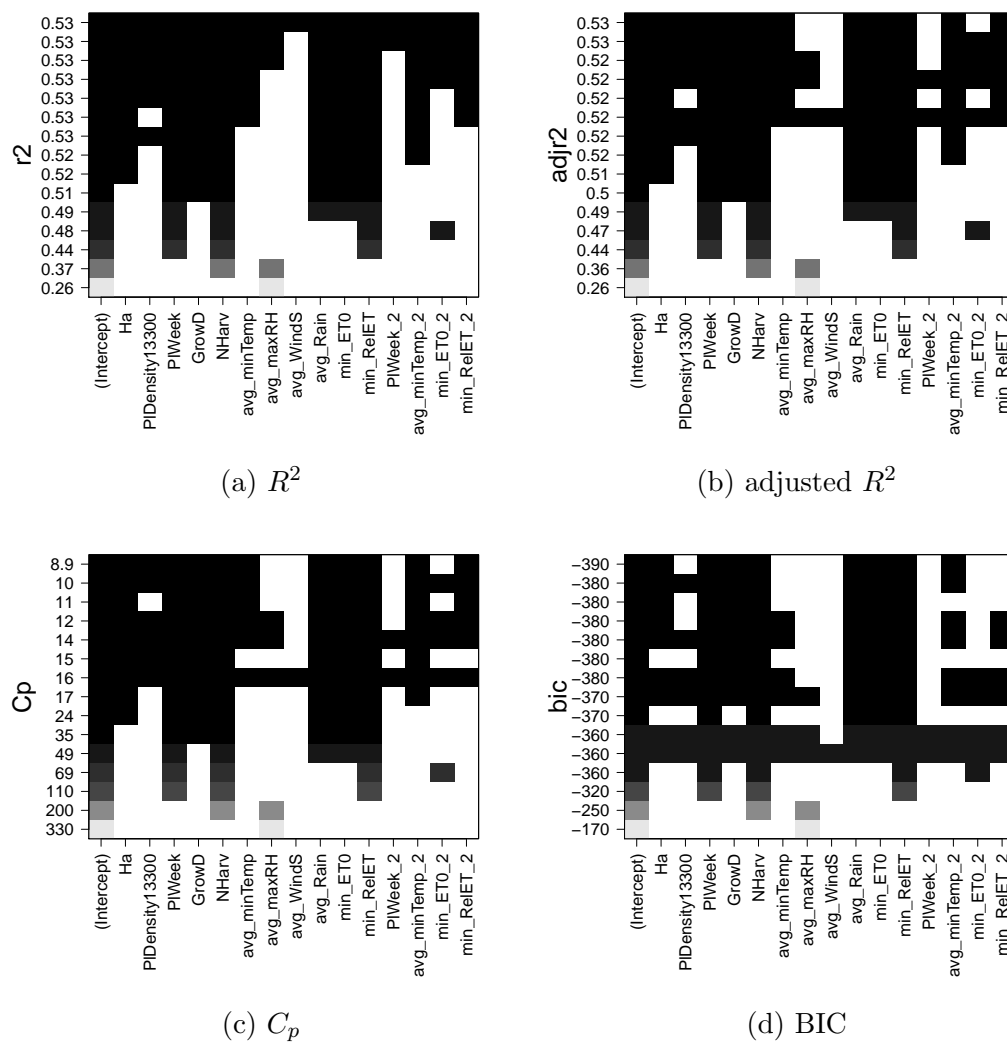 0.53
0.53
0.53
0.53
0.53
0.53
0.53
0.52
0.52
0.51
0.49
0.48
0.44
0.37
0.26
r2
(Intercept)
Ha
PlDensity13300
PlWeek
GrowD
NHarv
avg_minTemp
avg_maxRH
avg_WindS
avg_Rain
min_ET0
min_RelET
PlWeek_2
avg_minTemp_2
min_ET0_2
min_RelET_2
(a) R²
0.53
0.53
0.52
0.52
0.52
0.52
0.52
0.52
0.52
0.5
0.49
0.47
0.44
0.36
0.26
adjr2
(Intercept)
Ha
PlDensity13300
PlWeek
GrowD
NHarv
avg_minTemp
avg_maxRH
avg_WindS
avg_Rain
min_ET0
min_RelET
PlWeek_2
avg_minTemp_2
min_ET0_2
min_RelET_2
(b) adjusted R²
8.9
10
11
12
14
15
16
17
24
35
49
69
110
200
330
Cp
(Intercept)
Ha
PlDensity13300
PlWeek
GrowD
NHarv
avg_minTemp
avg_maxRH
avg_WindS
avg_Rain
min_ET0
min_RelET
PlWeek_2
avg_minTemp_2
min_ET0_2
min_RelET_2
(c) Cₚ
−390
−380
−380
−380
−380
−380
−380
−370
−370
−360
−360
−360
−320
−250
−170
bic
(Intercept)
Ha
PlDensity13300
PlWeek
GrowD
NHarv
avg_minTemp
avg_maxRH
avg_WindS
avg_Rain
min_ET0
min_RelET
PlWeek_2
avg_minTemp_2
min_ET0_2
min_RelET_2
(d) BIC